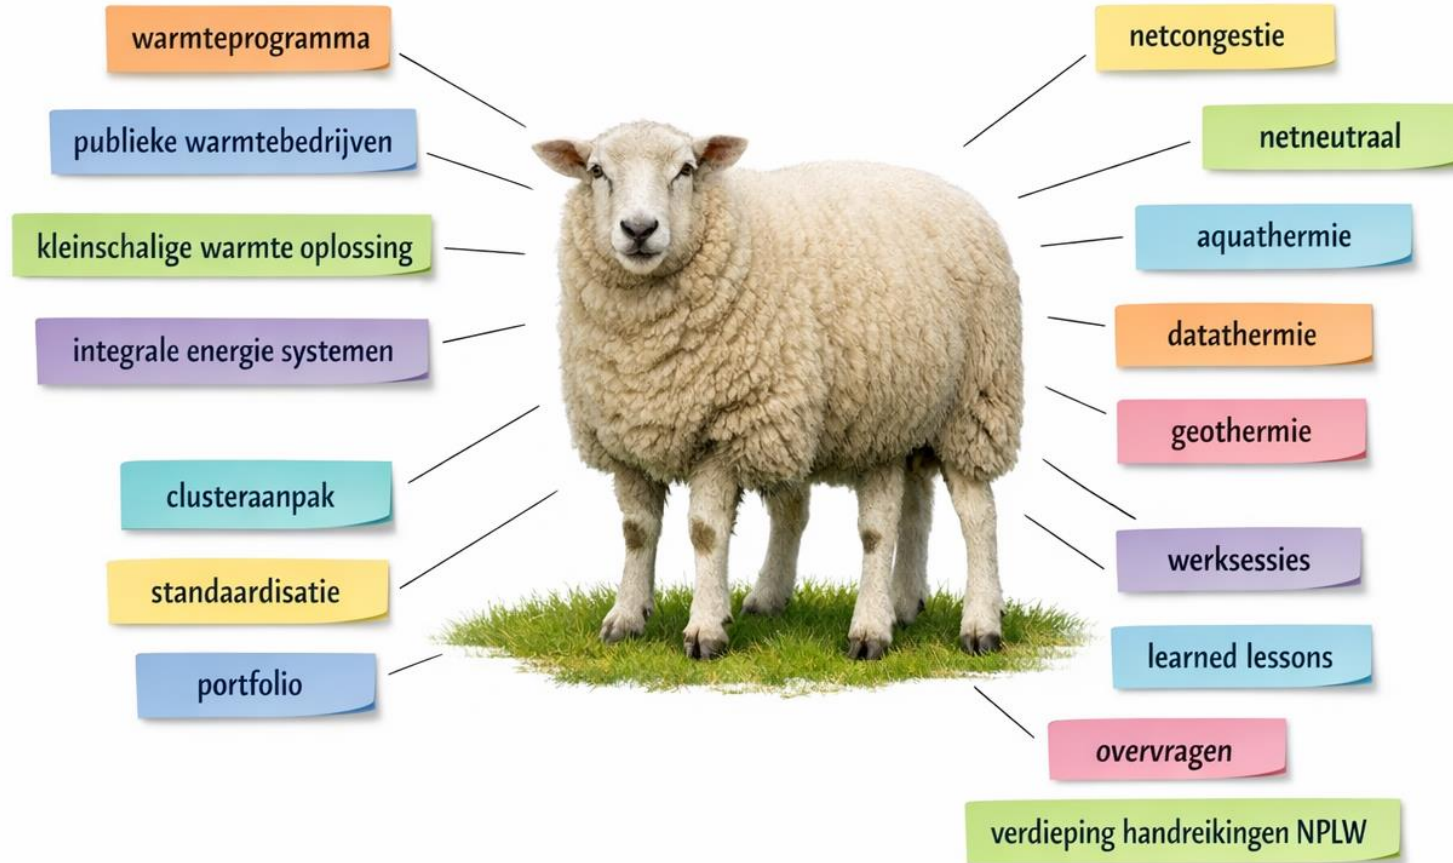 warmteprogramma
publieke warmtebedrijven
kleinschalige warmte oplossing
integrale energie systemen
clusteraanpak
standaardisatie
portfolio
netcongestie
netneutraal
aquathermie
datathermie
geothermie
werksessies
learned lessons
overvragen
verdieping handreikingen NPLW